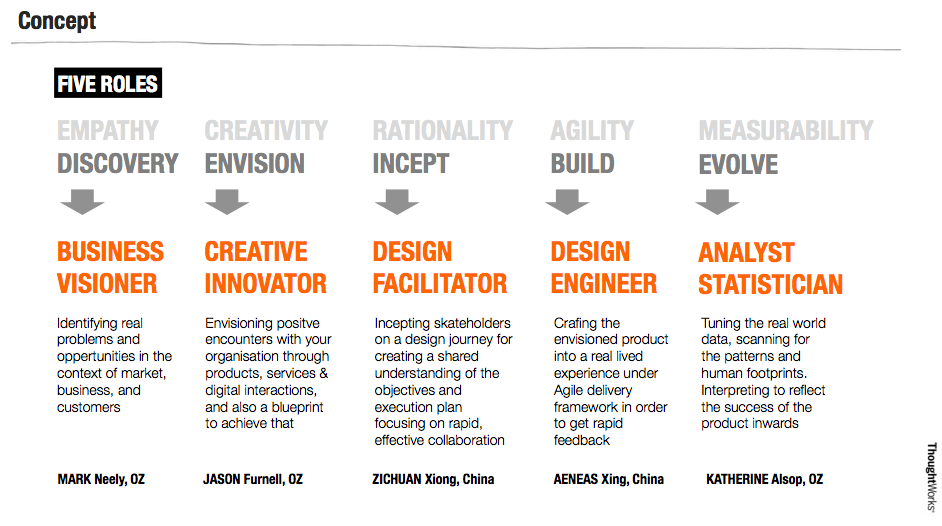 Concept
FIVE ROLES
EMPATHY
DISCOVERY
BUSINESS
VISIONER
Identifying real
problems and
oppertunities in the
context of market,
business, and
customers
MARK Neely, OZ
CREATIVITY
ENVISION
CREATIVE
INNOVATOR
Envisioning positve
encounters with your
organisation through
products, services &
digital interactions,
and also a blueprint
to achieve that
JASON Furnell, OZ
RATIONALITY
INCEPT
DESIGN
FACILITATOR
Incepting skateholders
on a design journey for
creating a shared
understanding of the
objectives and
execution plan
focusing on rapid,
effective collaboration
ZICHUAN Xiong, China
AGILITY
BUILD
DESIGN
ENGINEER
Crafing the
envisioned product
into a real lived
experience under
Agile delivery
framework in order
to get rapid
feedback
AENEAS Xing, China
MEASURABILITY
EVOLVE
ANALYST
STATISTICIAN
Tuning the real world
data, scanning for
the patterns and
human footprints.
Interpreting to reflect
the success of the
product inwards
KATHERINE Alsop, OZ
ThoughtWorks®